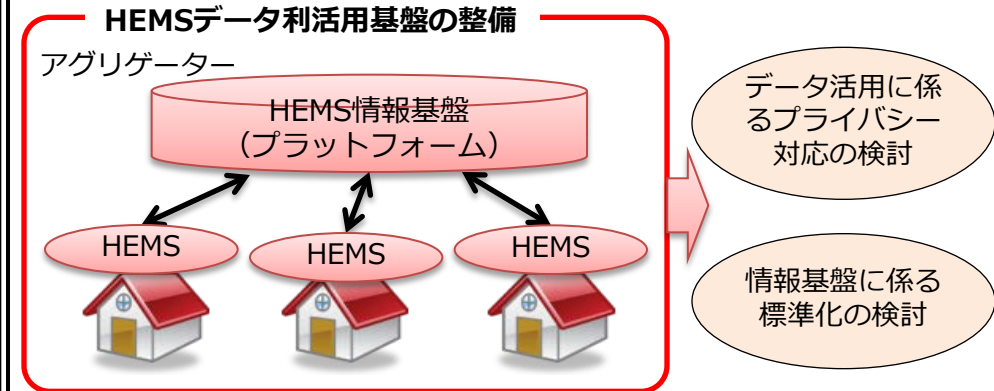 HEMSデータ利活用基盤の整備
アグリゲーター
HEMS情報基盤
（プラットフォーム）
HEMS
HEMS
HEMS
データ活用に係
るプライバシー
対応の検討
情報基盤に係る
標準化の検討